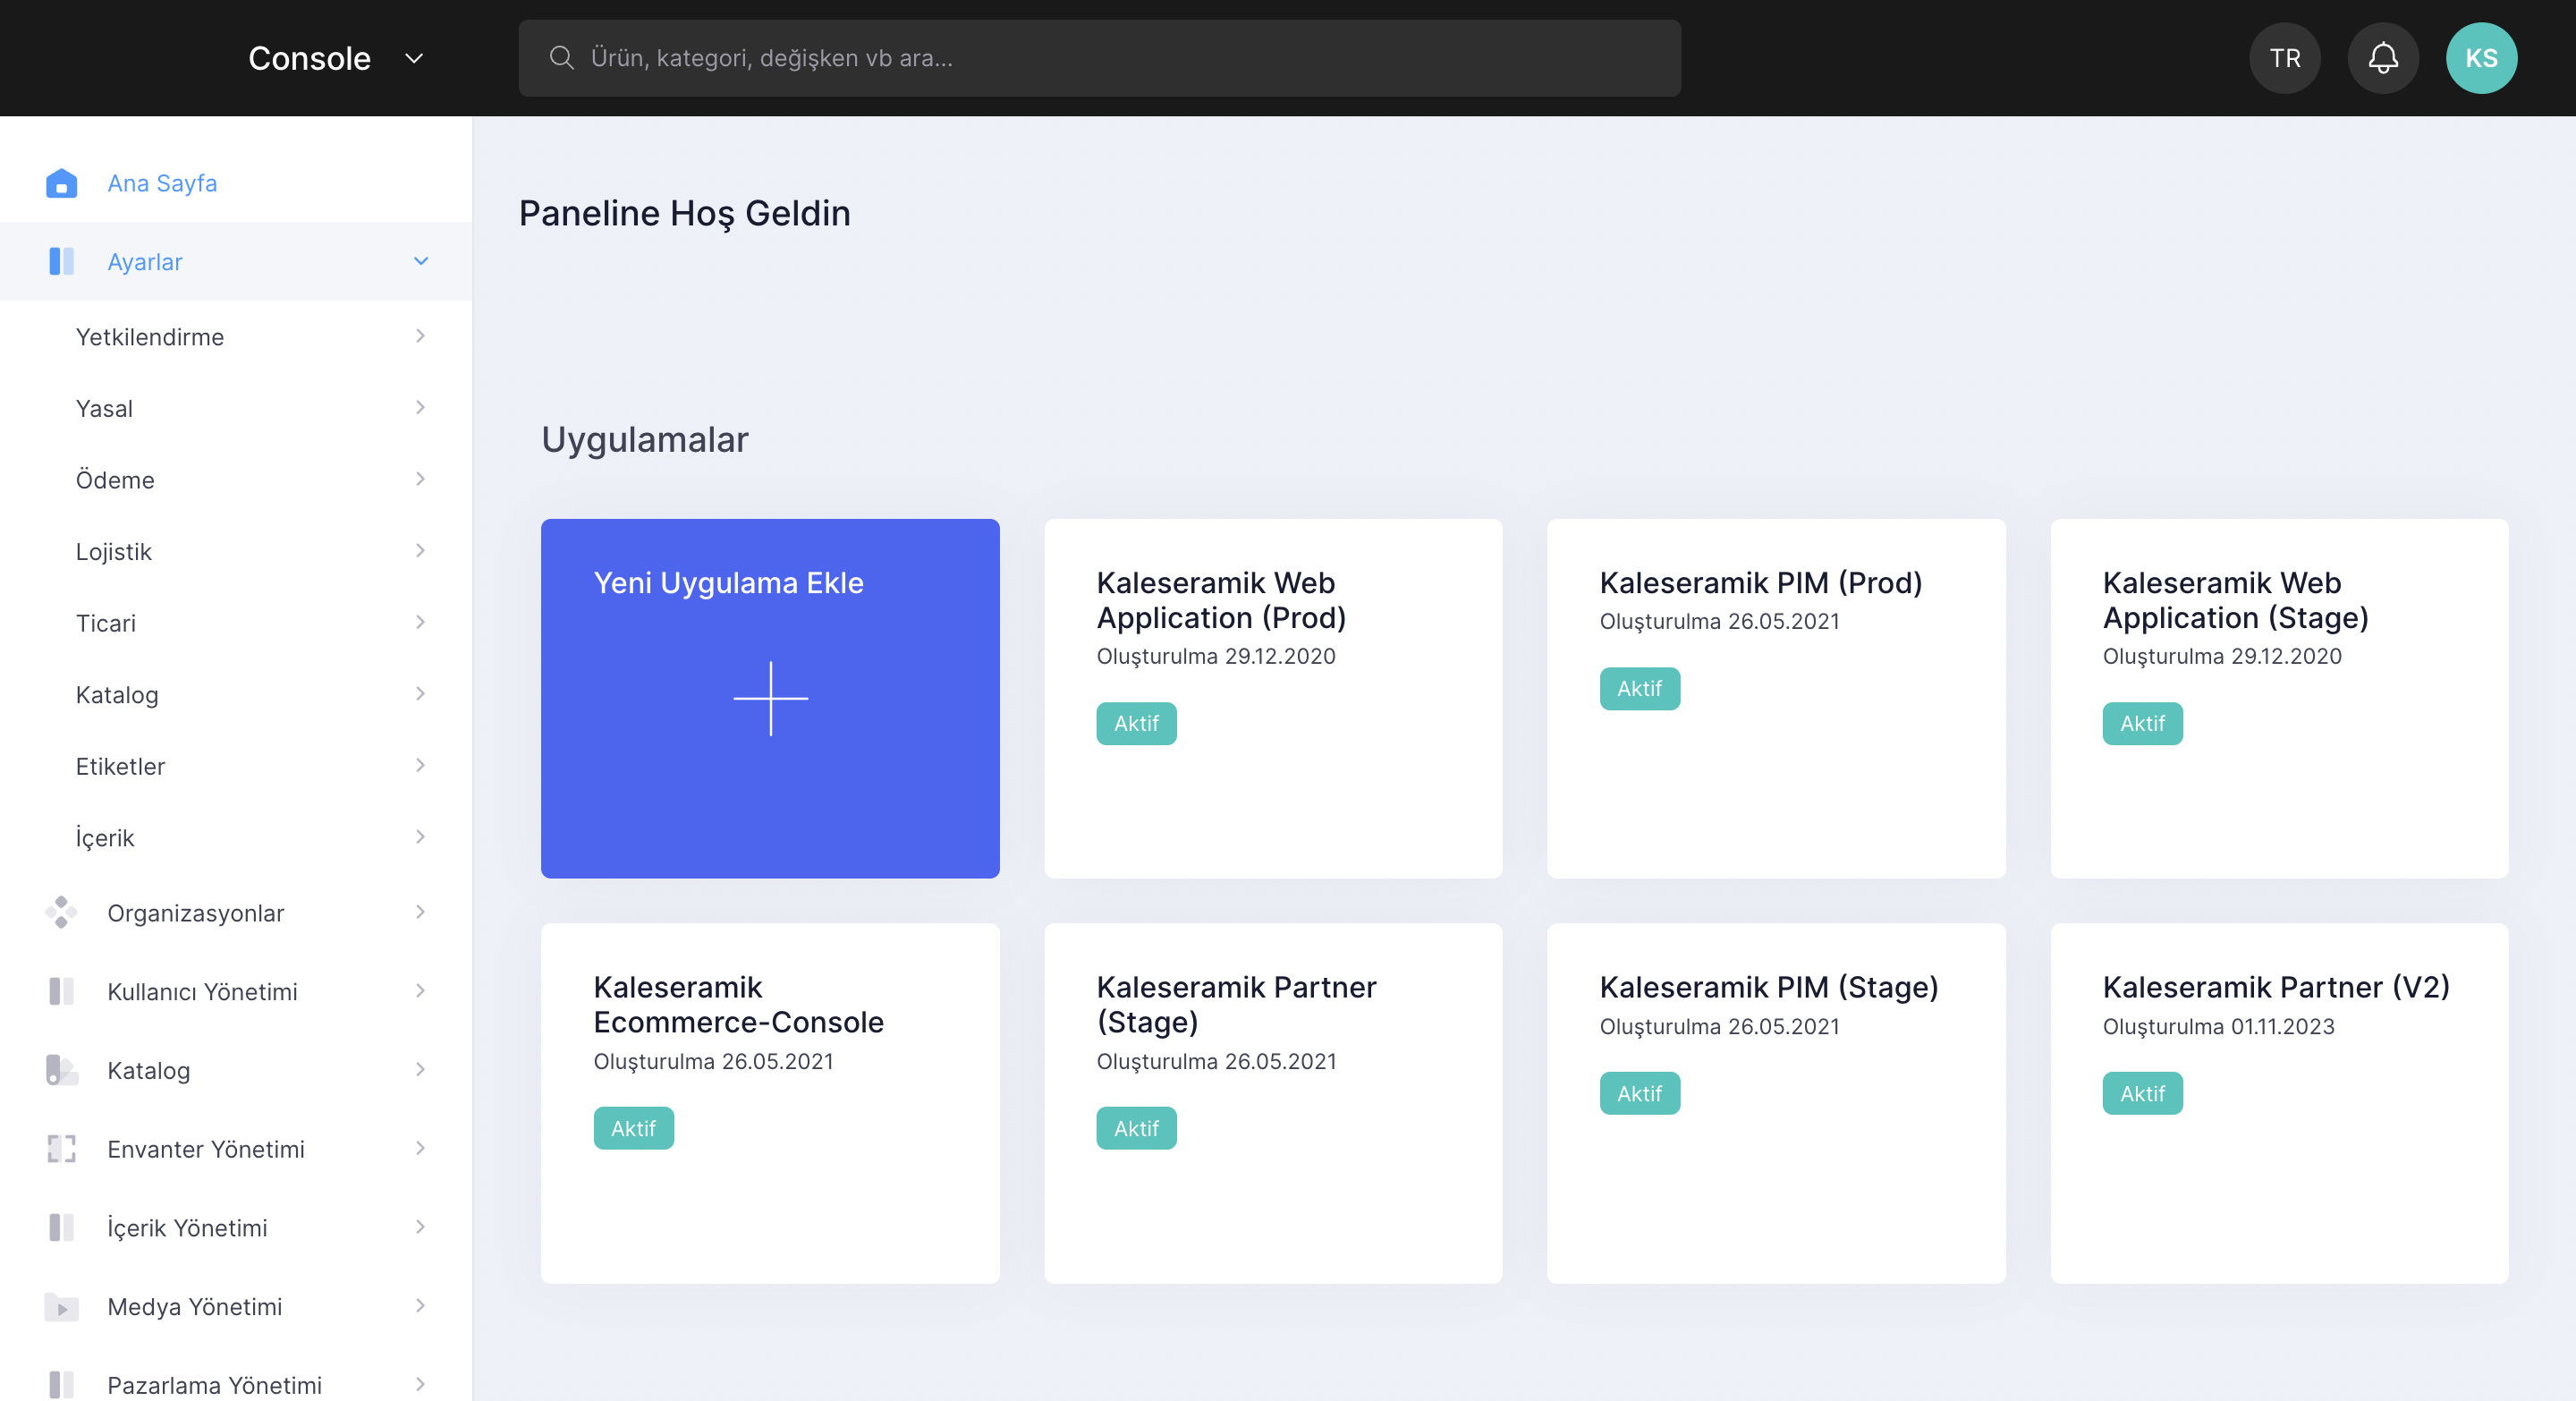 Console
Ürün, kategori, değişken vb ara...
TR
KS
Ana Sayfa
Ayarlar
Yetkilendirme
Yasal
Ödeme
Lojistik
Ticari
Katalog
Etiketler
İçerik
Organizasyonlar
Kullanıcı Yönetimi
Katalog
Envanter Yönetimi
İçerik Yönetimi
Medya Yönetimi
Pazarlama Yönetimi
Paneline Hoş Geldin
Uygulamalar
Yeni Uygulama Ekle
Kaleseramik Web
Application (Prod)
Oluşturulma 29.12.2020
Aktif
Kaleseramik PIM (Prod)
Oluşturulma 26.05.2021
Aktif
Kaleseramik Web
Application (Stage)
Oluşturulma 29.12.2020
Aktif
Kaleseramik
Ecommerce-Console
Oluşturulma 26.05.2021
Aktif
Kaleseramik Partner
(Stage)
Oluşturulma 26.05.2021
Aktif
Kaleseramik PIM (Stage)
Oluşturulma 26.05.2021
Aktif
Kaleseramik Partner (V2)
Oluşturulma 01.11.2023
Aktif